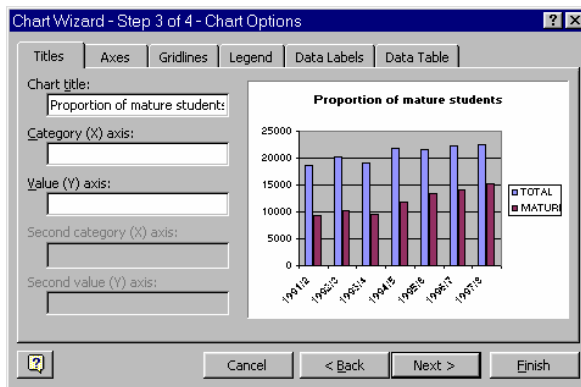 Chart Wizard - Step 3 of 4 - Chart Options
Titles Axes Gridlines Legend Data Labels Data Table
Chart title:
Proportion of mature students
Category (X) axis:
Value (Y) axis:
Second category (X) axis:
Second value (Y) axis:
Proportion of mature students
25000
20000
15000
10000
5000
0
1991/2 1992/3 1993/4 1994/5 1995/6 1996/7 1997/8
TOTAL
MATURI
Cancel < Back Next > Finish